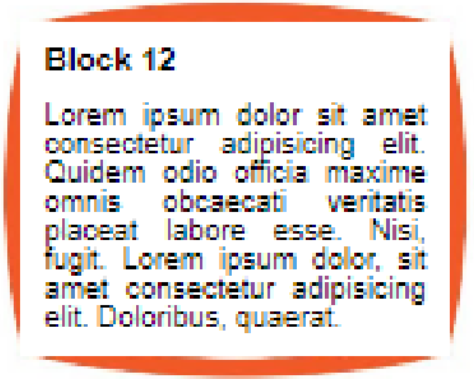 Block 12
Lorem ipsum dolor sit amet
consectetur adipisicing elit.
Quidem odio officia maxime
omnis obcaecati veritatis
placeat labore esse. Nisi,
fugit. Lorem ipsum dolor, sit
amet consectetur adipisicing
elit. Doloribus, quaerat.